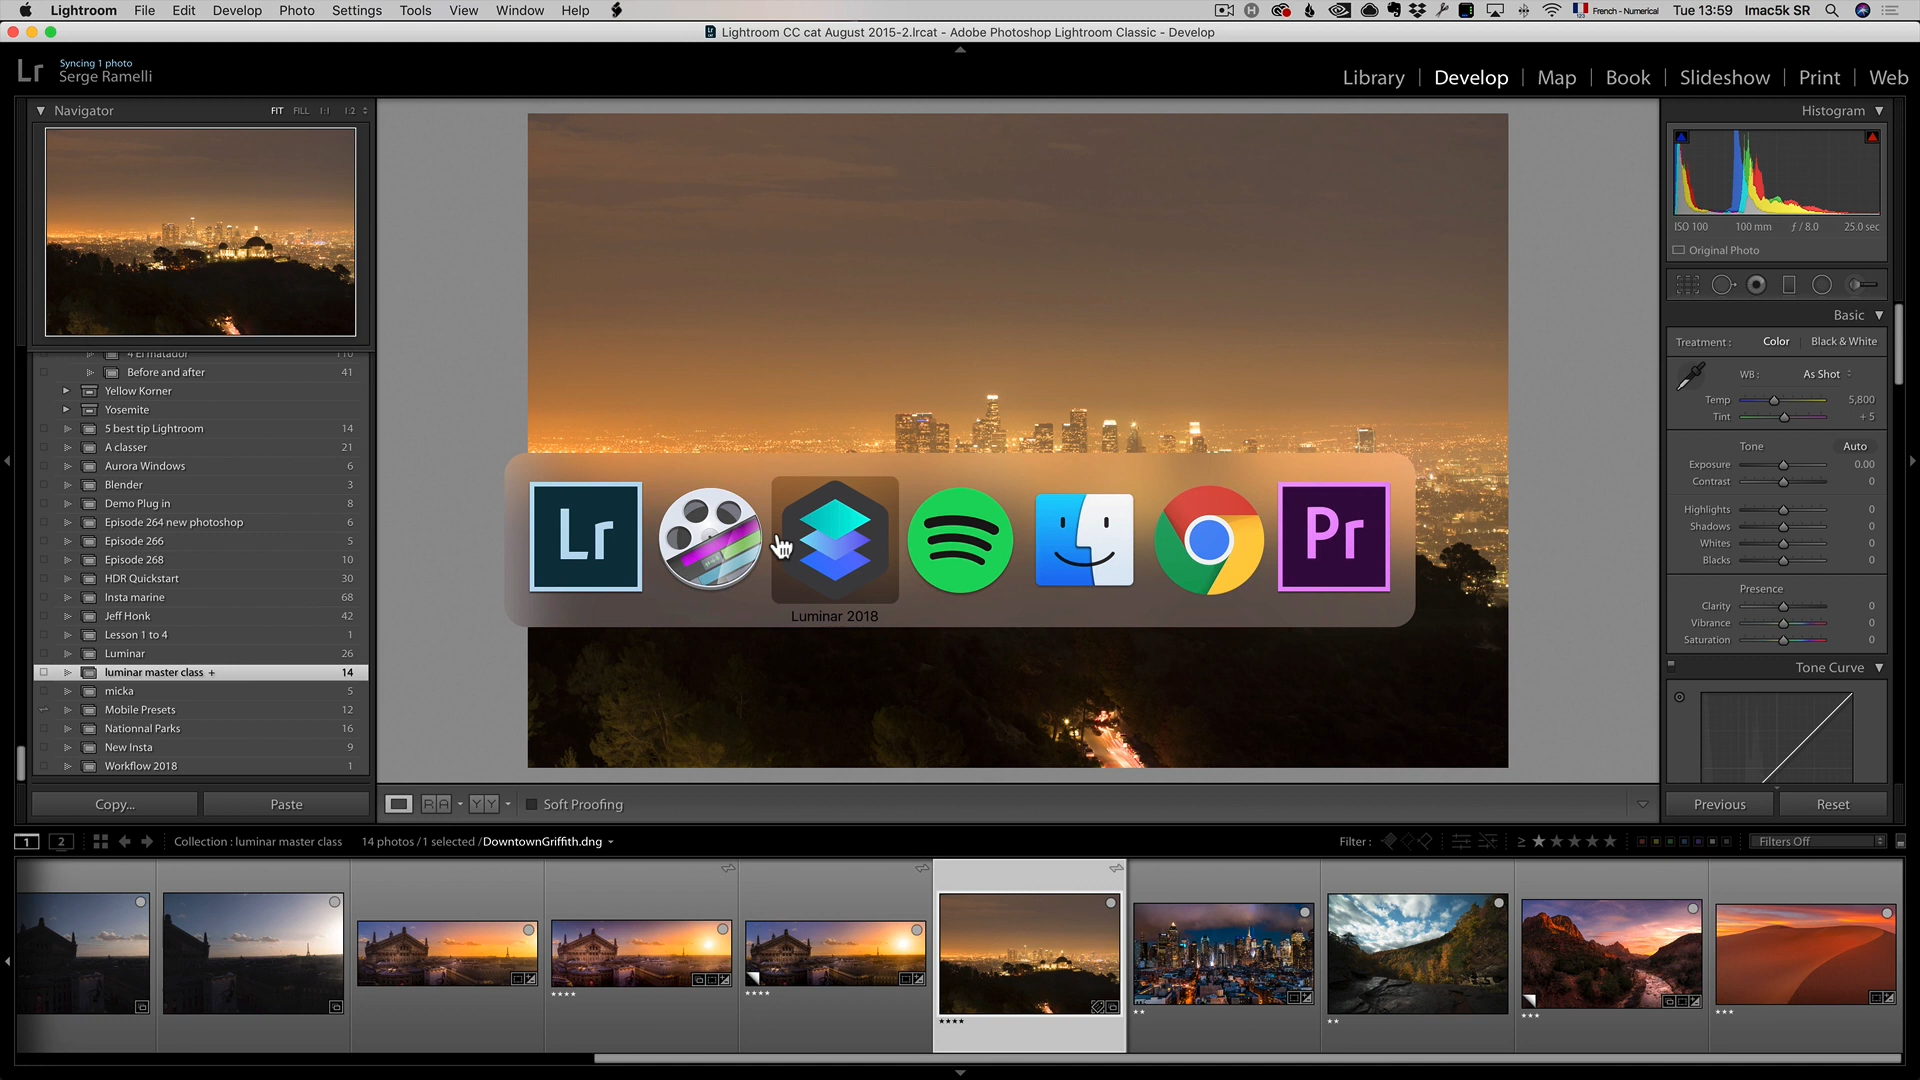 Lightroom File Edit Develop Photo Settings Tools View Window Help
French - Numerical Tue 13:59 Imac5k SR
Lightroom CC cat August 2015-2.lrcat - Adobe Photoshop Lightroom Classic - Develop
Lr Syncing 1 photo
Serge Ramelli
Library | Develop | Map | Book | Slideshow | Print | Web
Navigator FIT FILL 1:1 1:2
4 El matador 110
Before and after 41
Yellow Korner
Yosemite
5 best tip Lightroom 14
A classer 21
Aurora Windows 6
Blender 3
Demo Plug in 8
Episode 264 new photoshop 6
Episode 266 5
Episode 268 10
HDR Quickstart 30
Insta marine 68
Jeff Honk 42
Lesson 1 to 4 1
Luminar 26
luminar master class + 14
micka 5
Mobile Presets 12
Nationnal Parks 16
New Insta 9
Workflow 2018 1
Copy... Paste
Lr Pr
Luminar 2018
R A Y Y Soft Proofing
Histogram
ISO 100 100 mm ƒ / 8.0 25.0 sec
Original Photo
Basic
Treatment : Color | Black & White
WB : As Shot
Temp 5,800
Tint + 5
Tone Auto
Exposure 0.00
Contrast 0
Highlights 0
Shadows 0
Whites 0
Blacks 0
Presence
Clarity 0
Vibrance 0
Saturation 0
Tone Curve
Previous Reset
1 2 Collection : luminar master class 14 photos / 1 selected / DowntownGriffith.dng
Filter : ≥ ★★★★★ Filters Off